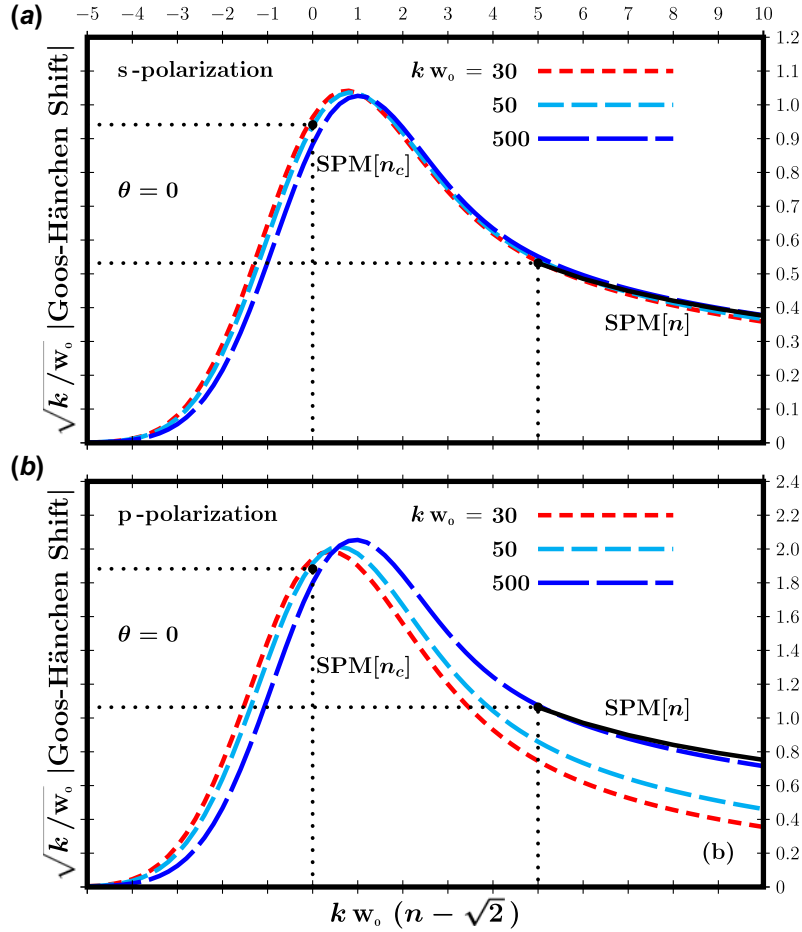 (a)
−5 −4 −3 −2 −1 0 1 2 3 4 5 6 7 8 9 10
s-polarization
k w₀ = 30
50
500
SPM[n_c]
θ = 0
SPM[n]
√k/w₀ |Goos-Hänchen Shift|
1.2
1.1
1.0
0.9
0.8
0.7
0.6
0.5
0.4
0.3
0.2
0.1
0
(b)
p-polarization
k w₀ = 30
50
500
θ = 0
SPM[n_c]
SPM[n]
(b)
√k/w₀ |Goos-Hänchen Shift|
2.4
2.2
2.0
1.8
1.6
1.4
1.2
1.0
0.8
0.6
0.4
0.2
0
k w₀ (n − √2)